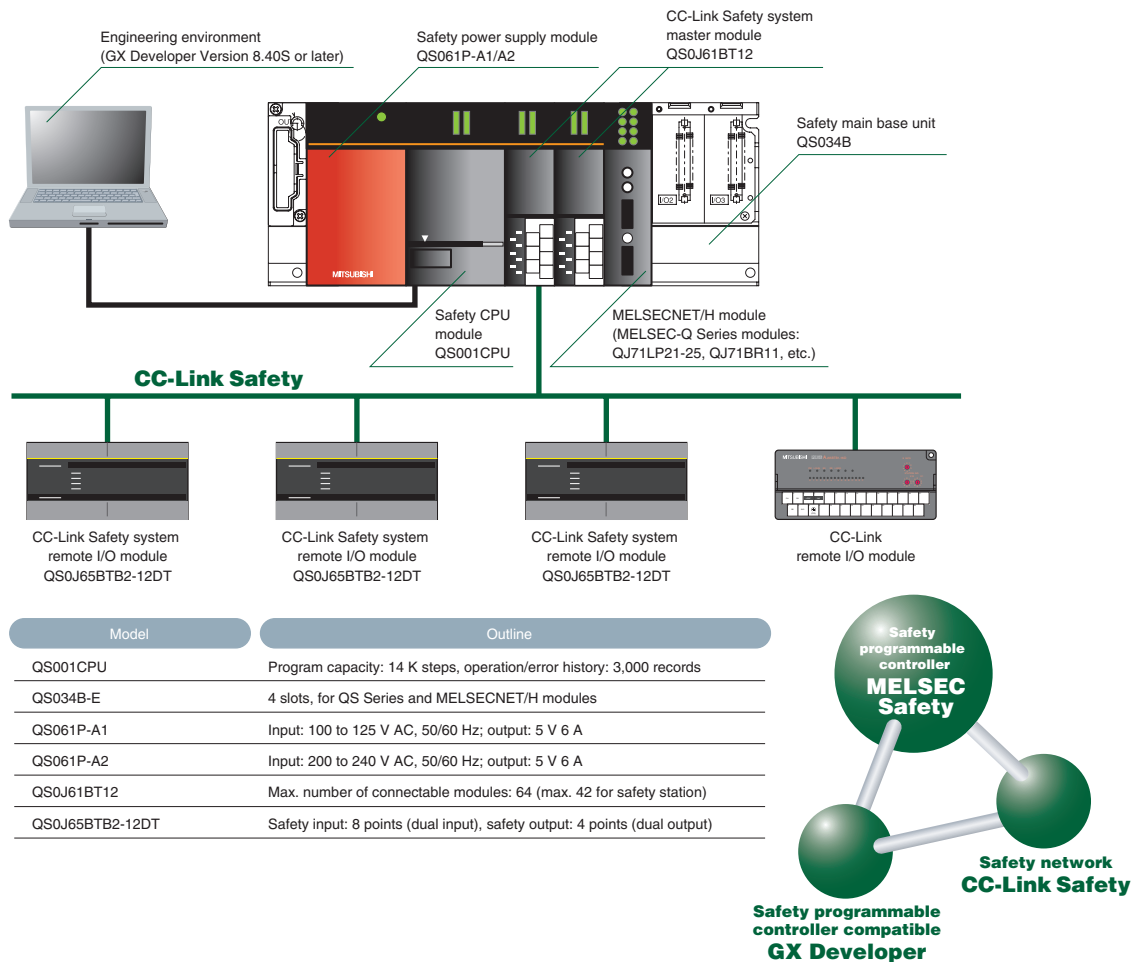 Engineering environment
(GX Developer Version 8.40S or later)
Safety power supply module
QS061P-A1/A2
CC-Link Safety system
master module
QS0J61BT12
Safety main base unit
QS034B
OUT
I/O2
I/O3
MITSUBISHI
Safety CPU
module
QS001CPU
MELSECNET/H module
(MELSEC-Q Series modules:
QJ71LP21-25, QJ71BR11, etc.)
CC-Link Safety
MITSUBISHI
CC-Link Safety system
remote I/O module
QS0J65BTB2-12DT
CC-Link Safety system
remote I/O module
QS0J65BTB2-12DT
CC-Link Safety system
remote I/O module
QS0J65BTB2-12DT
CC-Link
remote I/O module
Model Outline
QS001CPU Program capacity: 14 K steps, operation/error history: 3,000 records
QS034B-E 4 slots, for QS Series and MELSECNET/H modules
QS061P-A1 Input: 100 to 125 V AC, 50/60 Hz; output: 5 V 6 A
QS061P-A2 Input: 200 to 240 V AC, 50/60 Hz; output: 5 V 6 A
QS0J61BT12 Max. number of connectable modules: 64 (max. 42 for safety station)
QS0J65BTB2-12DT Safety input: 8 points (dual input), safety output: 4 points (dual output)
Safety
programmable
controller
MELSEC
Safety
Safety network
CC-Link Safety
Safety programmable
controller compatible
GX Developer